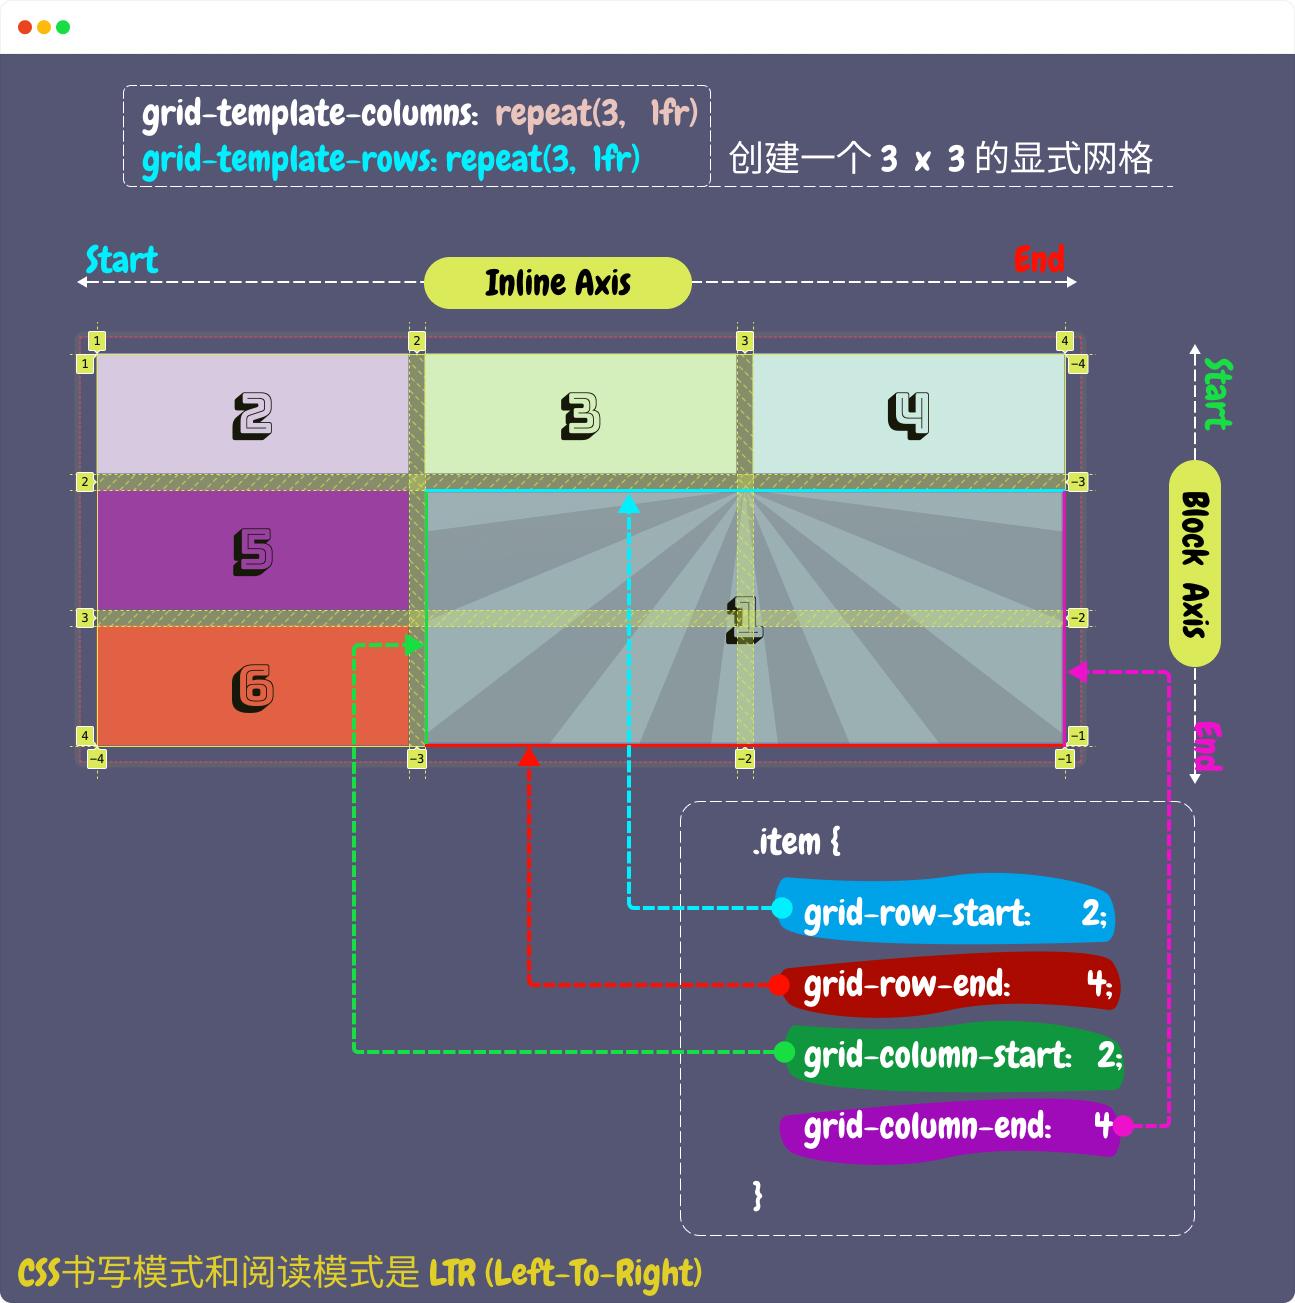 grid-template-columns: repeat(3, 1fr)
grid-template-rows: repeat(3, 1fr)
创建一个 3 x 3 的显式网格
Start
End
Inline Axis
1 2 3 4
1
-4
Start
2 3 4
2
-3
Block Axis
5
1
3
-2
6
4
-1
End
-4 -3 -2 -1
.item {
grid-row-start: 2;
grid-row-end: 4;
grid-column-start: 2;
grid-column-end: 4
}
CSS书写模式和阅读模式是 LTR (Left-To-Right)